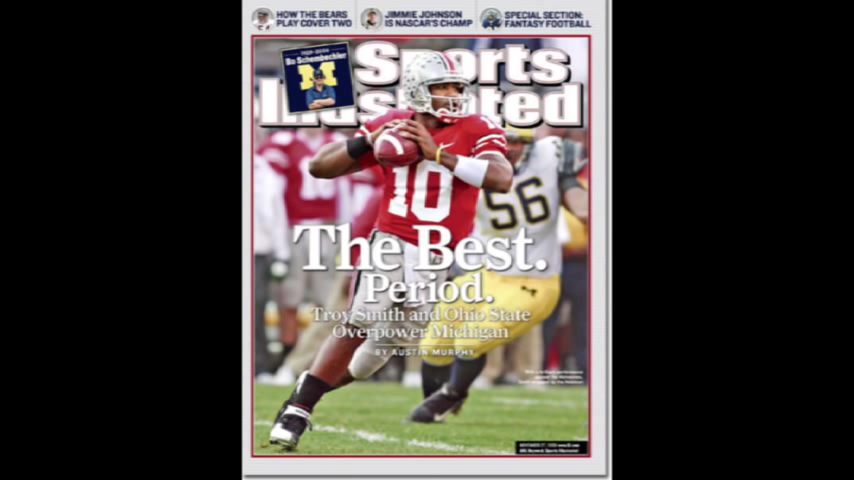 HOW THE BEARS
PLAY COVER TWO
JIMMIE JOHNSON
IS NASCAR'S CHAMP
SPECIAL SECTION:
FANTASY FOOTBALL
Bo Schembechler
M
Sports
Illustrated
10
10
56
The Best.
Period.
Troy Smith and Ohio State
Overpower Michigan
BY AUSTIN MURPHY